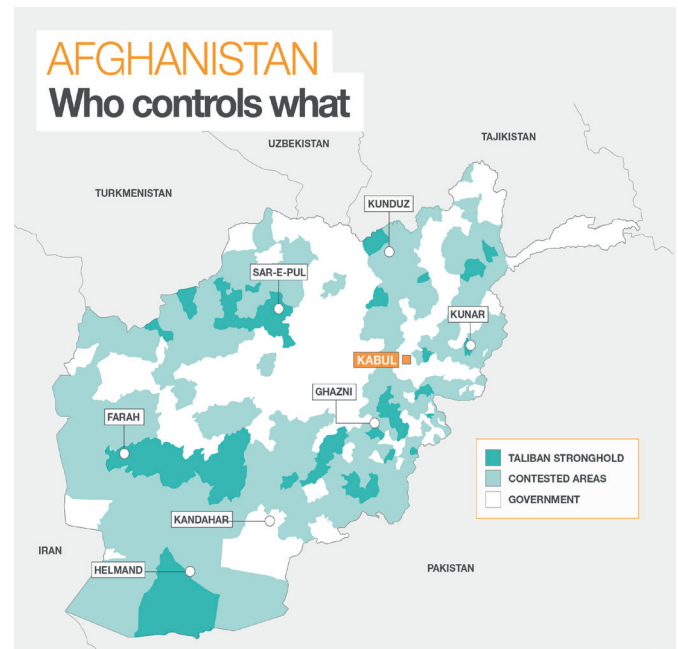 AFGHANISTAN
Who controls what
UZBEKISTAN
TAJIKISTAN
TURKMENISTAN
KUNDUZ
SAR-E-PUL
KUNAR
KABUL
GHAZNI
FARAH
TALIBAN STRONGHOLD
CONTESTED AREAS
GOVERNMENT
KANDAHAR
IRAN
HELMAND
PAKISTAN